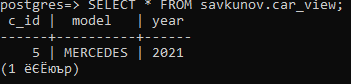 postgres=> SELECT * FROM savkunov.car_view;
c_id | model | year
------+----------+------
5 | MERCEDES | 2021
(1 ёЄЁюър)